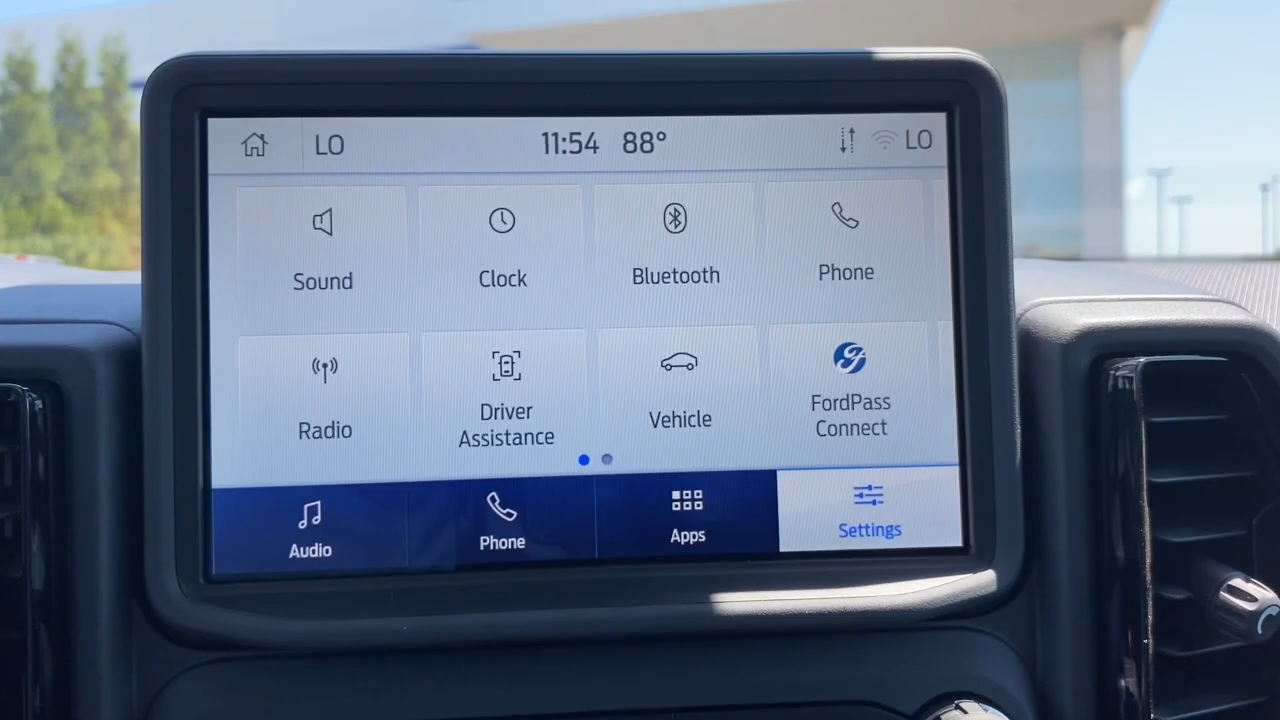 LO
11:54 88°
LO
Sound
Clock
Bluetooth
Phone
Radio
Driver
Assistance
Vehicle
FordPass
Connect
Audio
Phone
Apps
Settings